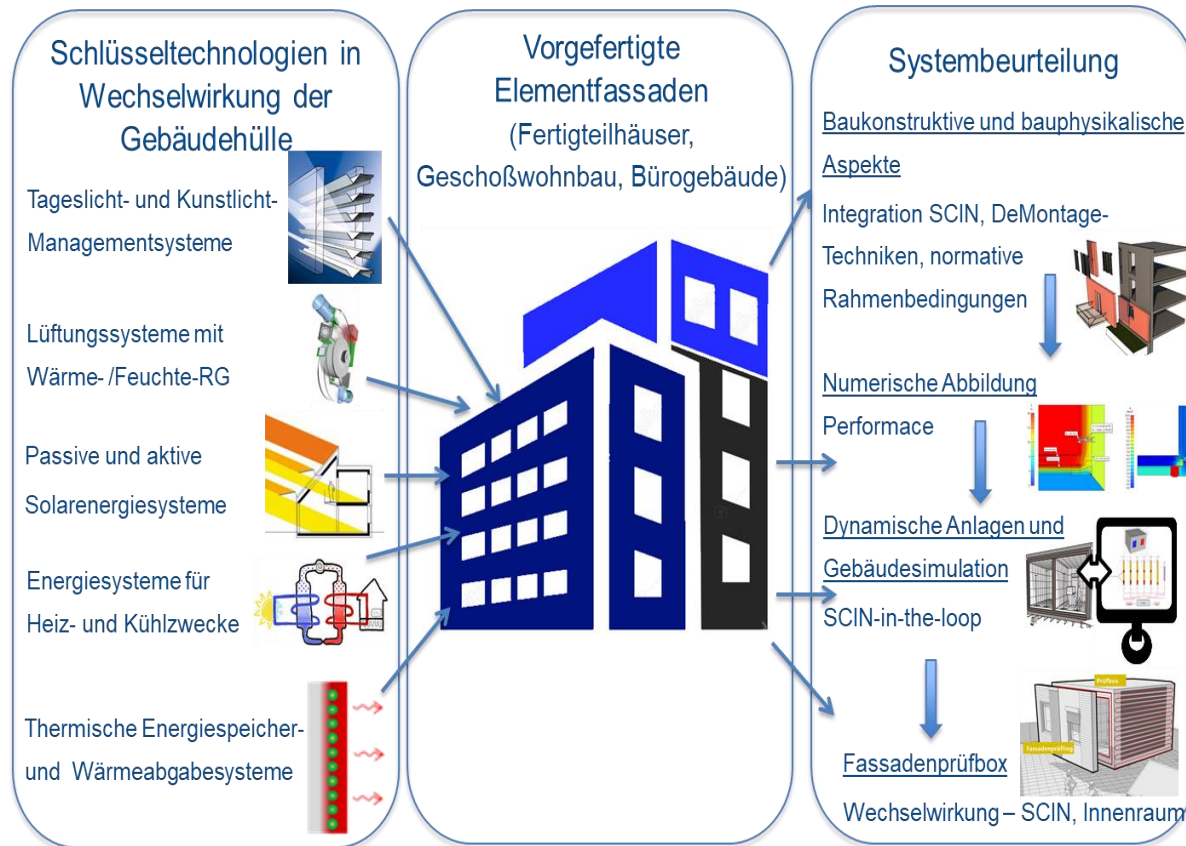 Schlüsseltechnologien in
Wechselwirkung der
Gebäudehülle
Tageslicht- und Kunstlicht-
Managementsysteme
Lüftungssysteme mit
Wärme- /Feuchte-RG
Passive und aktive
Solarenergiesysteme
Energiesysteme für
Heiz- und Kühlzwecke
Thermische Energiespeicher-
und Wärmeabgabesysteme
Vorgefertigte
Elementfassaden
(Fertigteilhäuser,
Geschoßwohnbau, Bürogebäude)
Systembeurteilung
Baukonstruktive und bauphysikalische
Aspekte
Integration SCIN, DeMontage-
Techniken, normative
Rahmenbedingungen
Numerische Abbildung
Performace
Dynamische Anlagen und
Gebäudesimulation
SCIN-in-the-loop
Prüfbox
Fassadenprüfling
Fassadenprüfbox
Wechselwirkung – SCIN, Innenraum